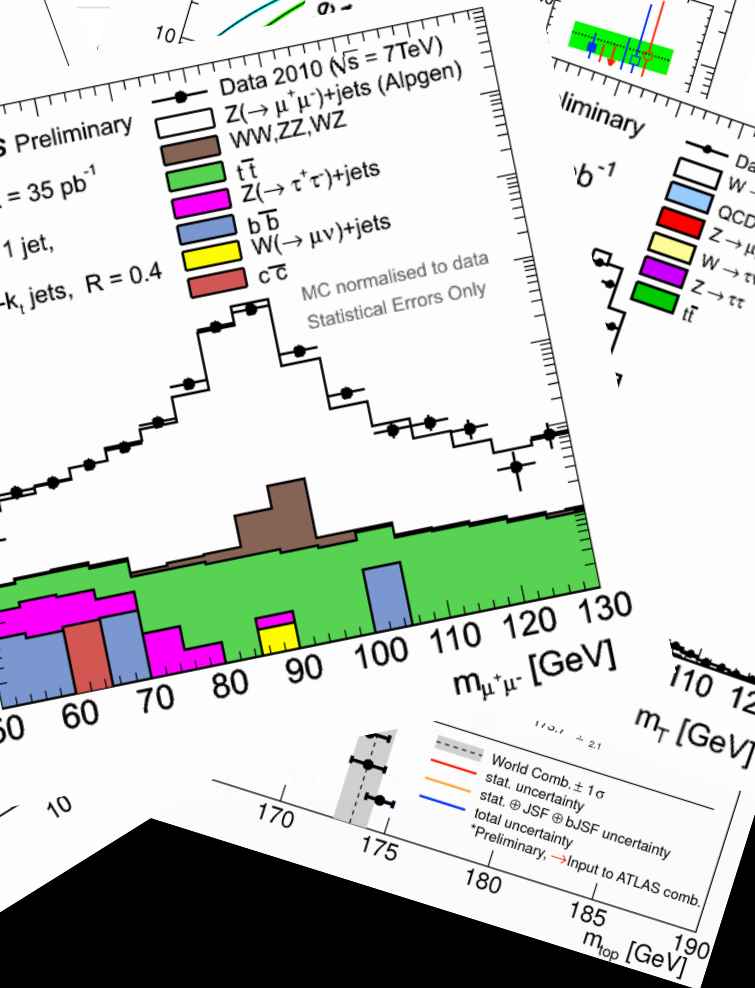 10
Data 2010 (√s = 7TeV)
Z(→ μ⁺μ⁻)+jets (Alpgen)
WW,ZZ,WZ
tt̅
Z(→ τ⁺τ⁻)+jets
bb̅
W(→ μν)+jets
cc̅
Preliminary
= 35 pb⁻¹
1 jet,
-kₜ jets, R = 0.4
MC normalised to data
Statistical Errors Only
60 70 80 90 100 110 120 130
m_μ⁺μ⁻ [GeV]
liminary
b⁻¹
W
QCD
Z → μ
W → τν
Z → ττ
tt̅
110
m_T [GeV]
10
± 2.1
World Comb. ± 1σ
stat. uncertainty
stat. ⊕ JSF ⊕ bJSF uncertainty
total uncertainty
*Preliminary, →Input to ATLAS comb.
170 175 180 185 190
m_top [GeV]